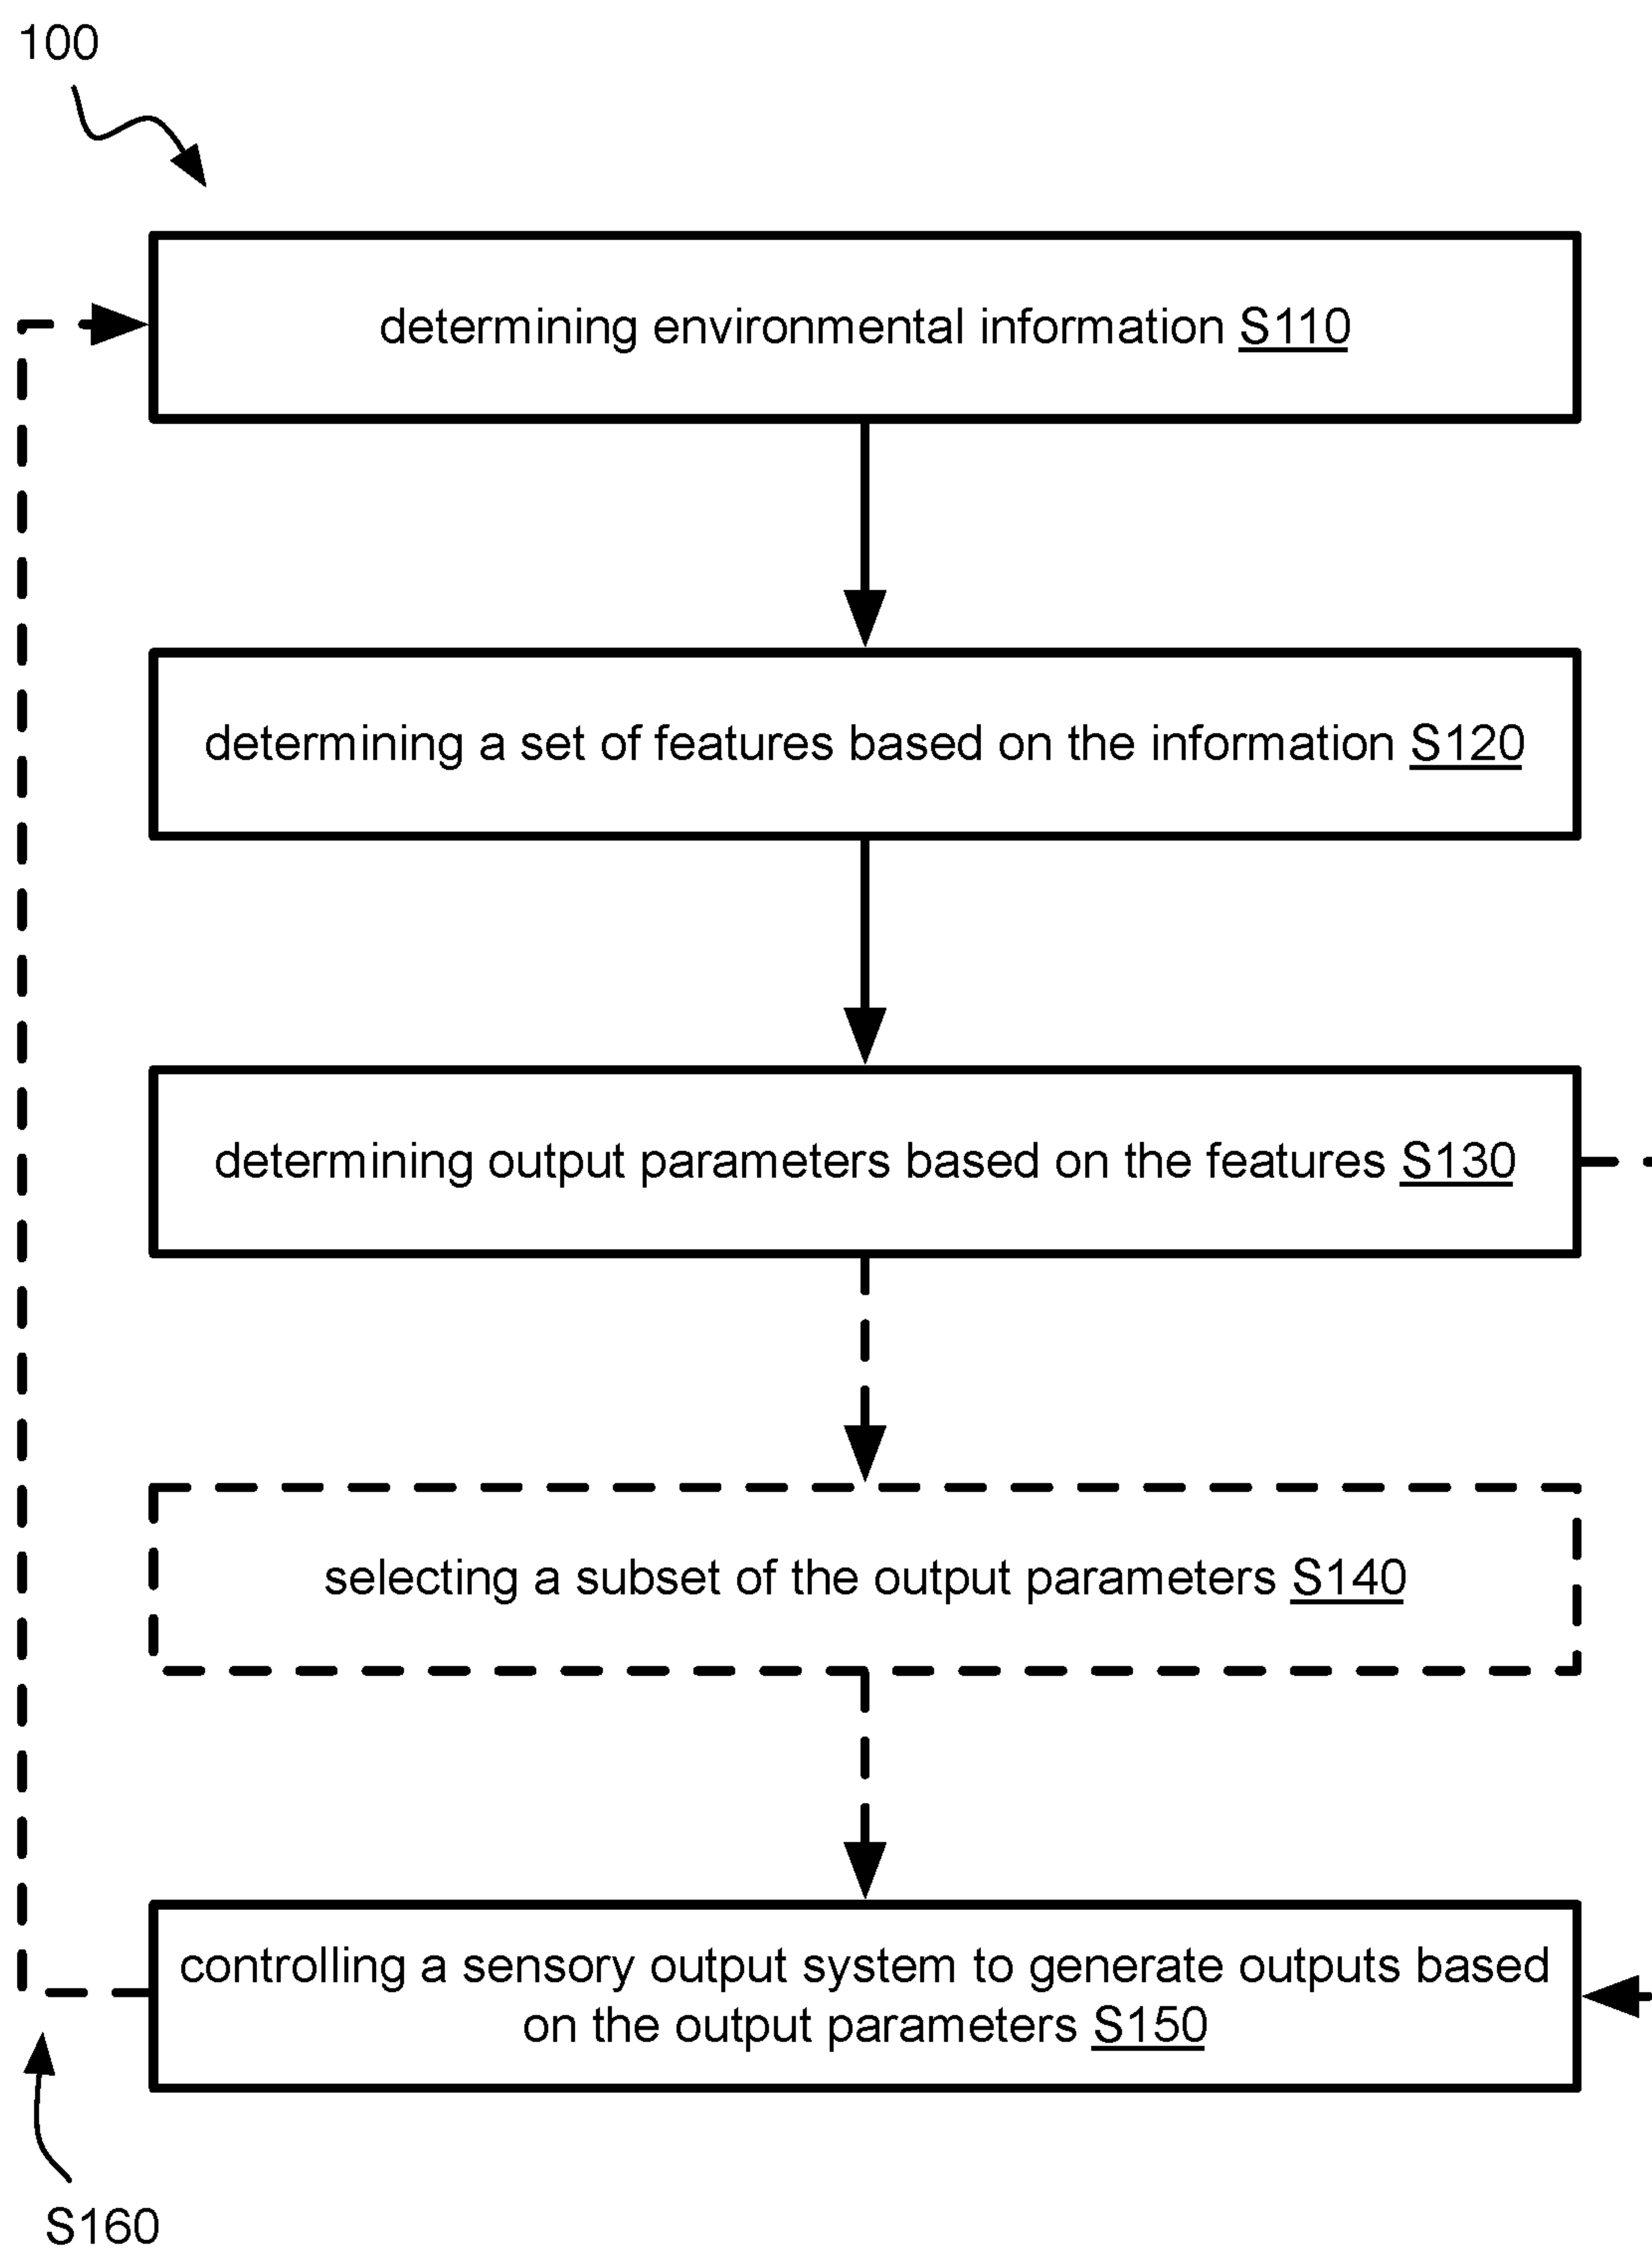 100
determining environmental information S110
determining a set of features based on the information S120
determining output parameters based on the features S130
selecting a subset of the output parameters S140
controlling a sensory output system to generate outputs based
on the output parameters S150
S160